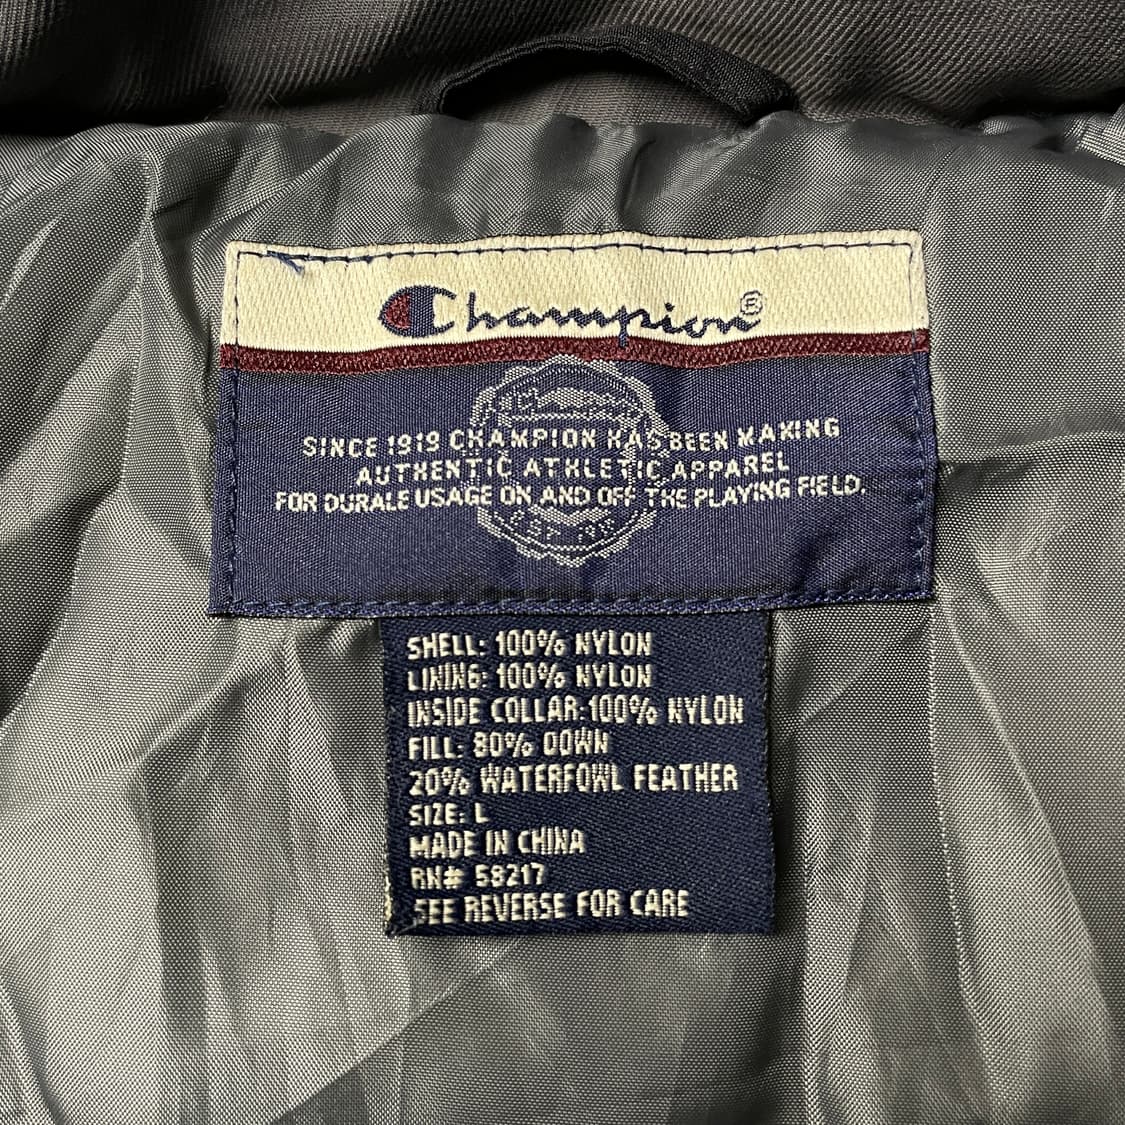 Champion®
SINCE 1919 CHAMPION HAS BEEN MAKING
AUTHENTIC ATHLETIC APPAREL
FOR DURALE USAGE ON AND OFF THE PLAYING FIELD.
EST.
SHELL: 100% NYLON
LINING: 100% NYLON
INSIDE COLLAR:100% NYLON
FILL: 80% DOWN
20% WATERFOWL FEATHER
SIZE: L
MADE IN CHINA
RN# 58217
SEE REVERSE FOR CARE